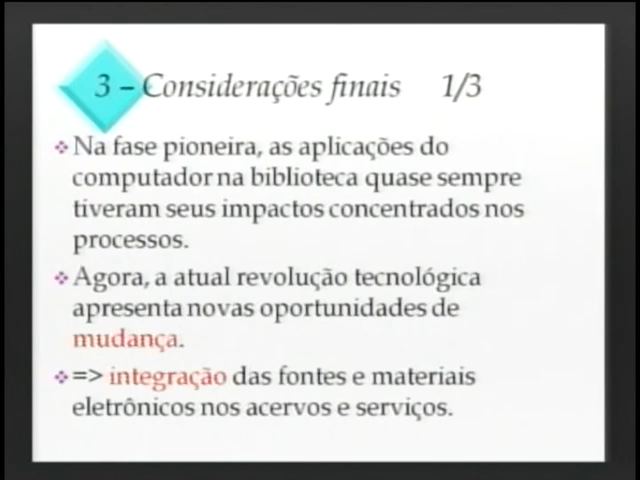 3 – Considerações finais 1/3
Na fase pioneira, as aplicações do
computador na biblioteca quase sempre
tiveram seus impactos concentrados nos
processos.
Agora, a atual revolução tecnológica
apresenta novas oportunidades de
mudança.
=> integração das fontes e materiais
eletrônicos nos acervos e serviços.